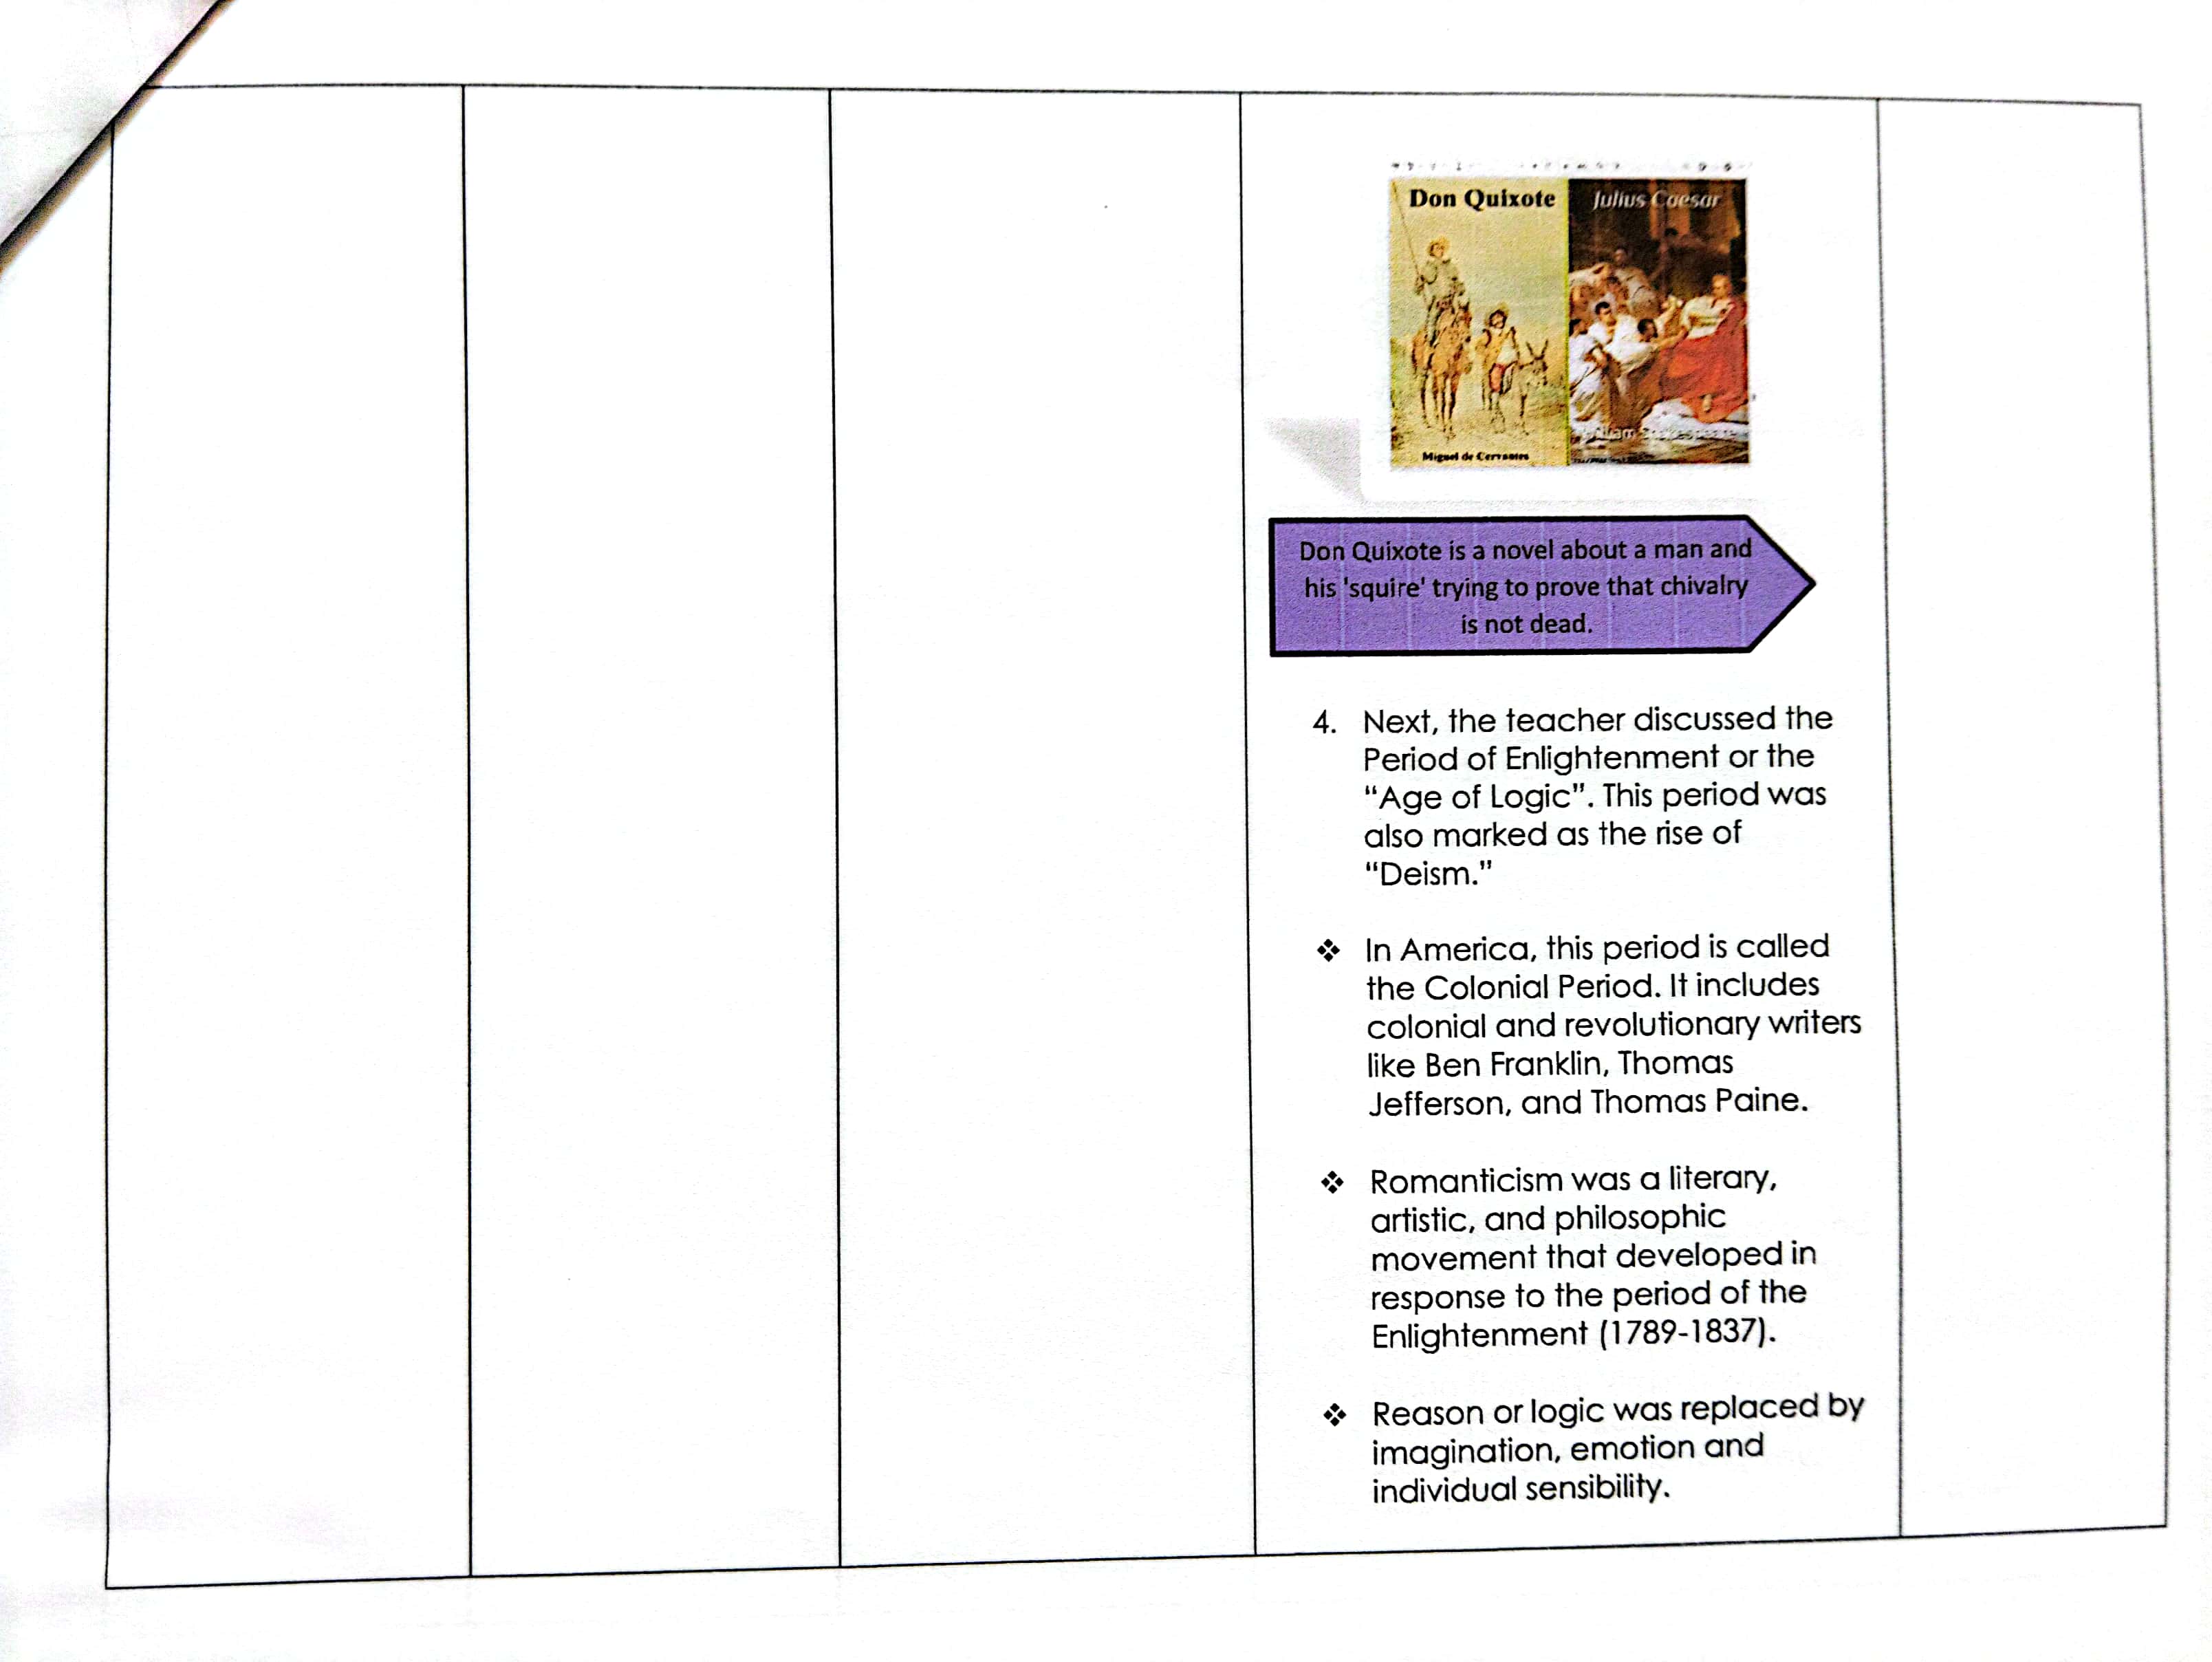 Don Quixote
Julius Caesar
Miguel de Cervantes
Don Quixote is a novel about a man and
his 'squire' trying to prove that chivalry
is not dead.
4. Next, the teacher discussed the
Period of Enlightenment or the
“Age of Logic”. This period was
also marked as the rise of
“Deism.”
❖ In America, this period is called
the Colonial Period. It includes
colonial and revolutionary writers
like Ben Franklin, Thomas
Jefferson, and Thomas Paine.
❖ Romanticism was a literary,
artistic, and philosophic
movement that developed in
response to the period of the
Enlightenment (1789-1837).
❖ Reason or logic was replaced by
imagination, emotion and
individual sensibility.